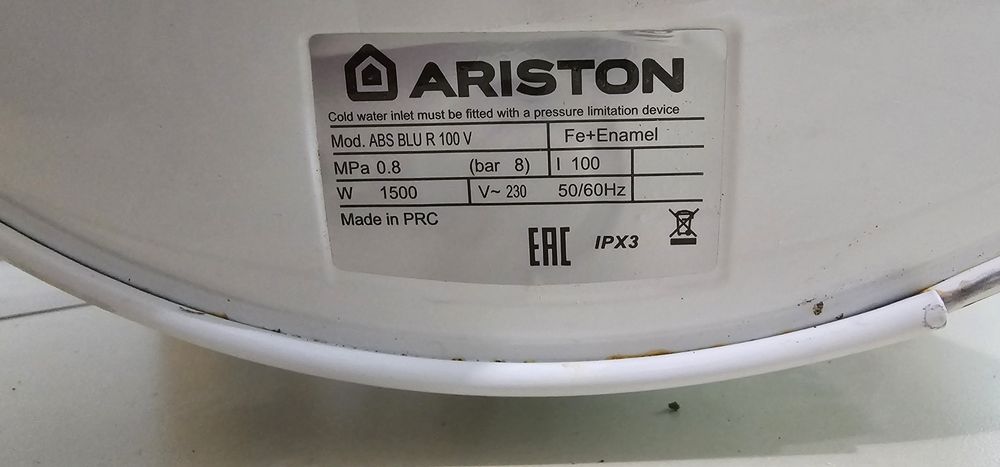 ARISTON
Cold water inlet must be fitted with a pressure limitation device
Mod. ABS BLU R 100 V Fe+Enamel
MPa 0.8 (bar 8) l 100
W 1500 V~ 230 50/60Hz
Made in PRC
EAC IPX3